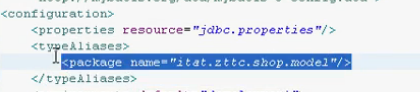 <configuration>
<properties resource="jdbc.properties"/>
<typeAliases>
<package name="itat.zttc.shop.model"/>
</typeAliases>